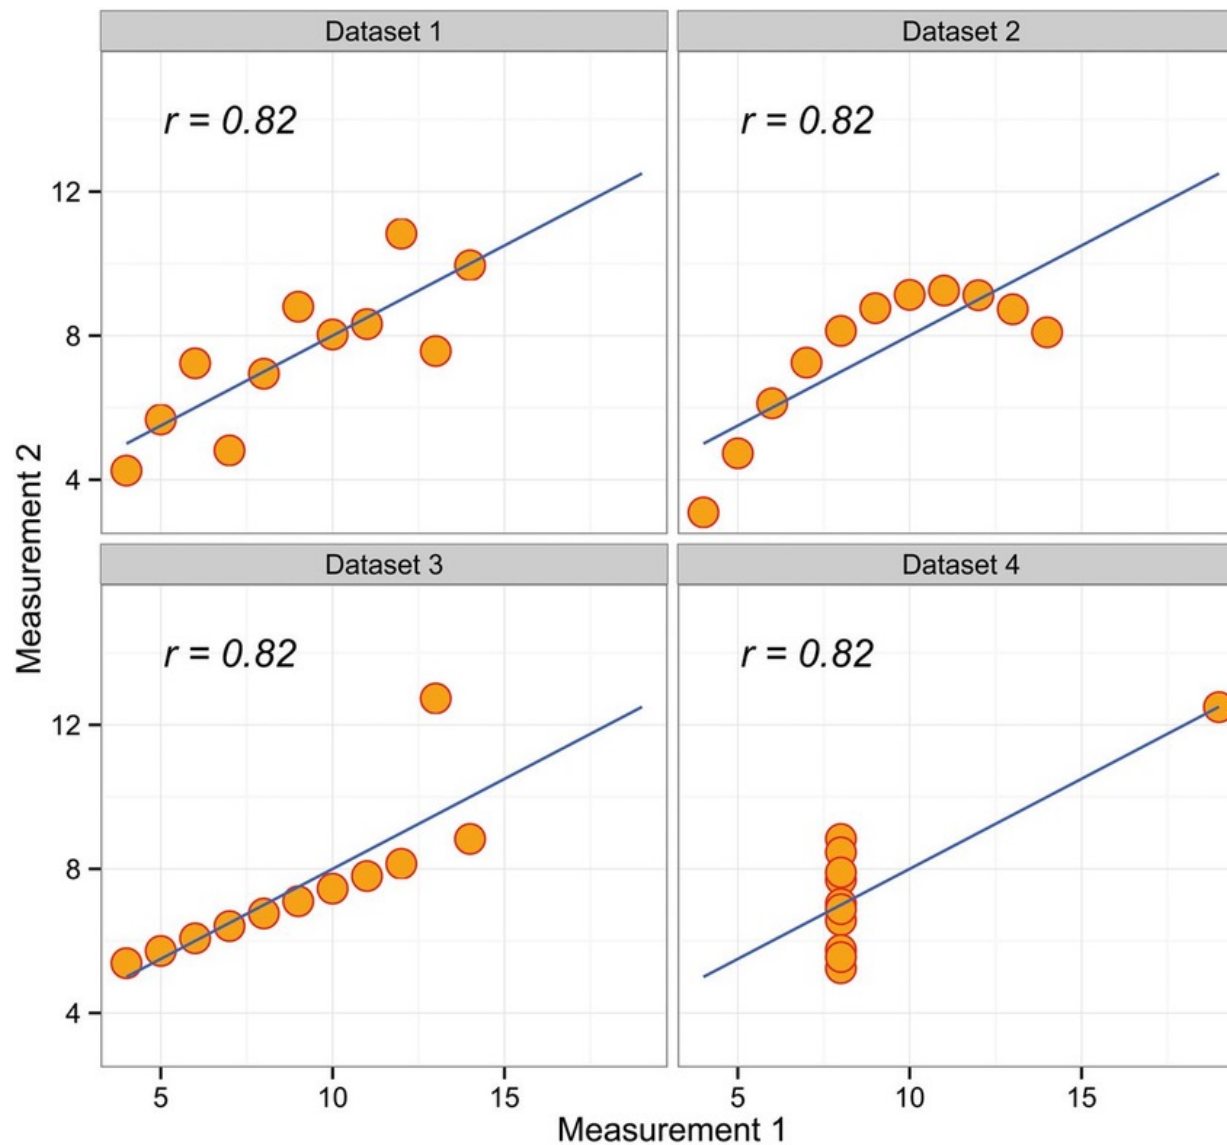 Dataset 1
Dataset 2
r = 0.82
r = 0.82
12
8
4
Dataset 3
Dataset 4
r = 0.82
r = 0.82
12
8
4
5
10
15
5
10
15
Measurement 1
Measurement 2